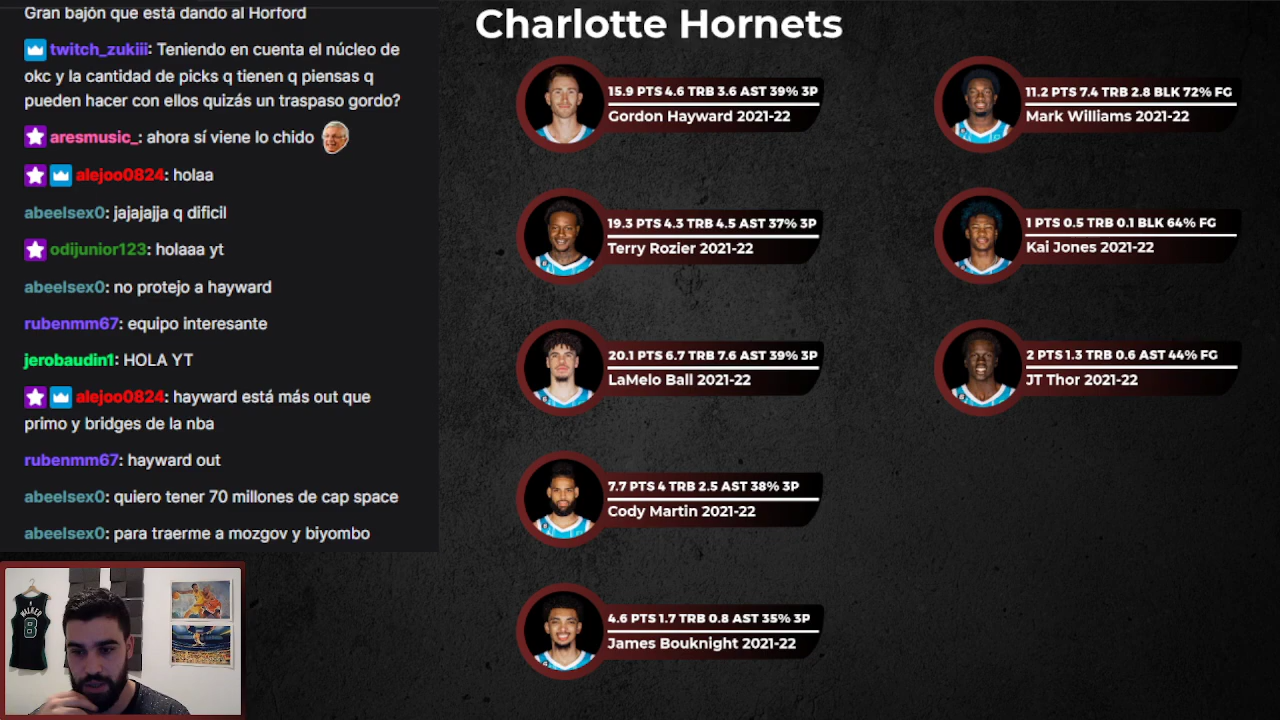 Gran bajón que está dando al Horford
twitch_zukiii: Teniendo en cuenta el núcleo de
okc y la cantidad de picks q tienen q piensas q
pueden hacer con ellos quizás un traspaso gordo?
aresmusic_: ahora sí viene lo chido
alejoo0824: holaa
abeelsex0: jajajajja q dificil
odijunior123: holaaa yt
abeelsex0: no protejo a hayward
rubenmm67: equipo interesante
jerobaudin1: HOLA YT
alejoo0824: hayward está más out que
primo y bridges de la nba
rubenmm67: hayward out
abeelsex0: quiero tener 70 millones de cap space
abeelsex0: para traerme a mozgov y biyombo
WALKER
8
Charlotte Hornets
15.9 PTS 4.6 TRB 3.6 AST 39% 3P
Gordon Hayward 2021-22
19.3 PTS 4.3 TRB 4.5 AST 37% 3P
Terry Rozier 2021-22
20.1 PTS 6.7 TRB 7.6 AST 39% 3P
LaMelo Ball 2021-22
7.7 PTS 4 TRB 2.5 AST 38% 3P
Cody Martin 2021-22
4.6 PTS 1.7 TRB 0.8 AST 35% 3P
James Bouknight 2021-22
11.2 PTS 7.4 TRB 2.8 BLK 72% FG
Mark Williams 2021-22
1 PTS 0.5 TRB 0.1 BLK 64% FG
Kai Jones 2021-22
2 PTS 1.3 TRB 0.6 AST 44% FG
JT Thor 2021-22